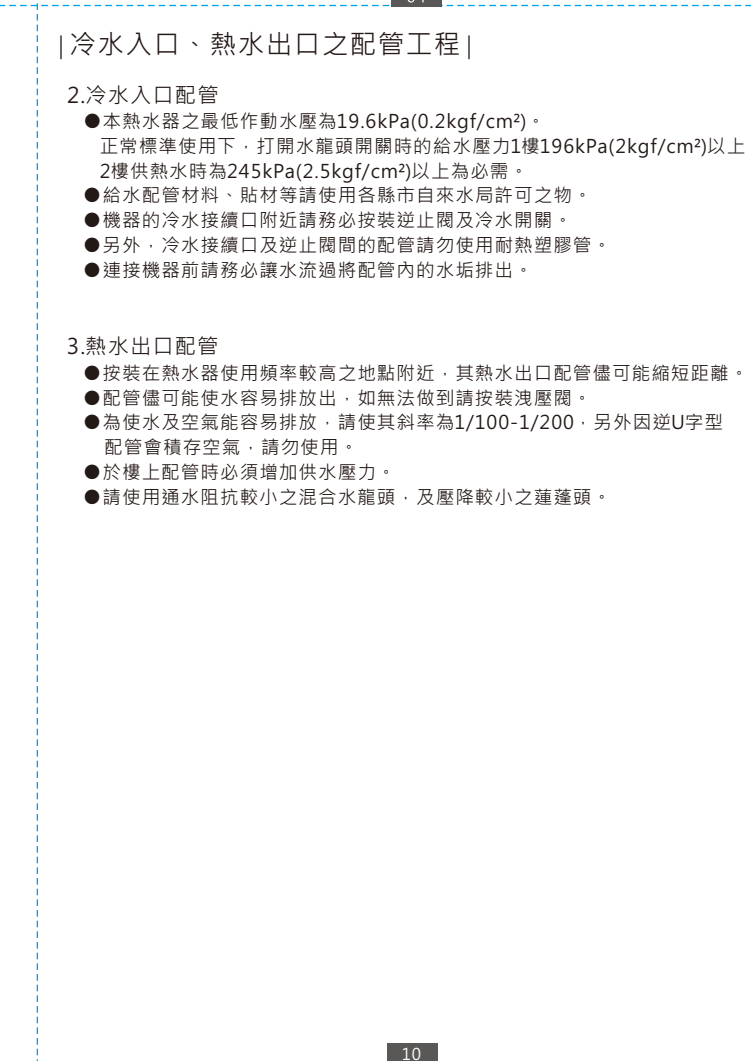 |冷水入口、熱水出口之配管工程|
2.冷水入口配管
●本熱水器之最低作動水壓為19.6kPa(0.2kgf/cm²)。
正常標準使用下，打開水龍頭開關時的給水壓力1樓196kPa(2kgf/cm²)以上
2樓供熱水時為245kPa(2.5kgf/cm²)以上為必需。
●給水配管材料、貼材等請使用各縣市自來水局許可之物。
●機器的冷水接續口附近請務必按裝逆止閥及冷水開關。
●另外，冷水接續口及逆止閥間的配管請勿使用耐熱塑膠管。
●連接機器前請務必讓水流過將配管內的水垢排出。
3.熱水出口配管
●按裝在熱水器使用頻率較高之地點附近，其熱水出口配管儘可能縮短距離。
●配管儘可能使水容易排放出，如無法做到請按裝洩壓閥。
●為使水及空氣能容易排放，請使其斜率為1/100-1/200，另外因逆U字型
配管會積存空氣，請勿使用。
●於樓上配管時必須增加供水壓力。
●請使用通水阻抗較小之混合水龍頭，及壓降較小之蓮蓬頭。
10